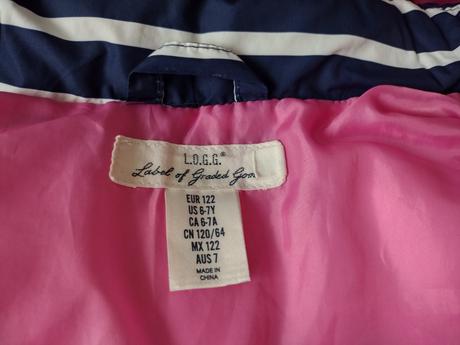 L.O.G.G.®
Label of Graded Goo
EUR 122
US 6-7Y
CA 6-7A
CN 120/64
MX 122
AUS 7
MADE IN
CHINA